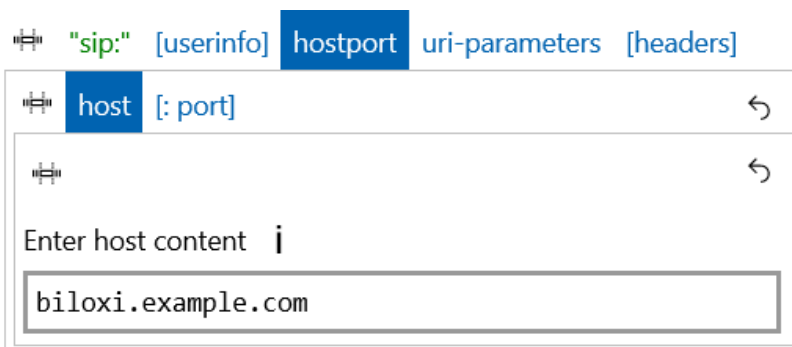 "sip:" [userinfo] hostport uri-parameters [headers]
host [: port]
Enter host content i
biloxi.example.com